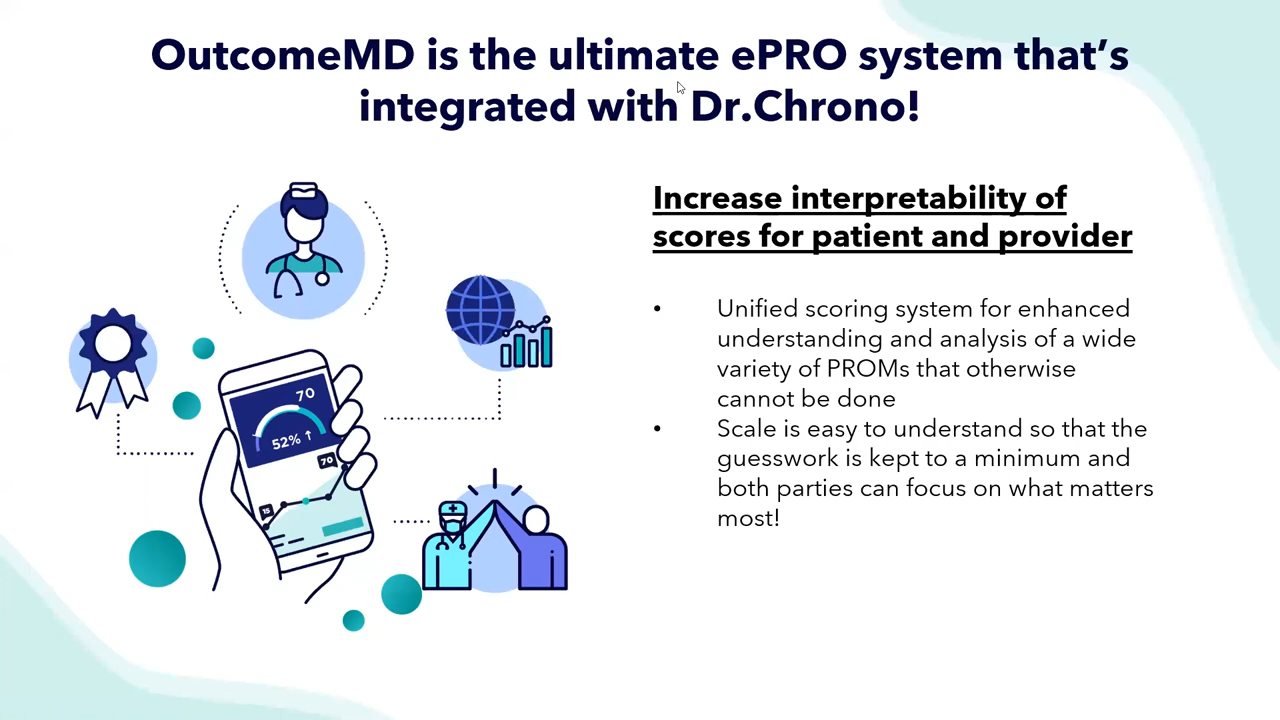 OutcomeMD is the ultimate ePRO system that's
integrated with Dr.Chrono!
Increase interpretability of
scores for patient and provider
• Unified scoring system for enhanced
understanding and analysis of a wide
variety of PROMs that otherwise
cannot be done
• Scale is easy to understand so that the
guesswork is kept to a minimum and
both parties can focus on what matters
most!
70
52% ↑
70
15